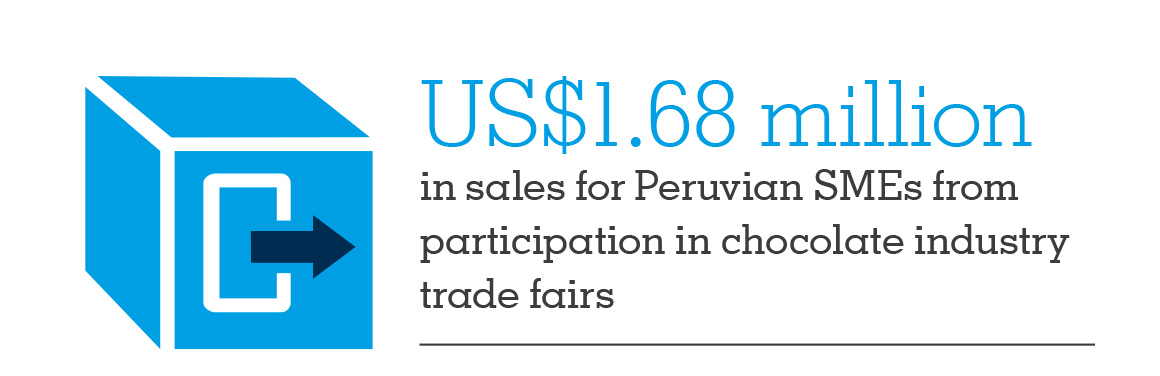 US$1.68 million
in sales for Peruvian SMEs from
participation in chocolate industry
trade fairs